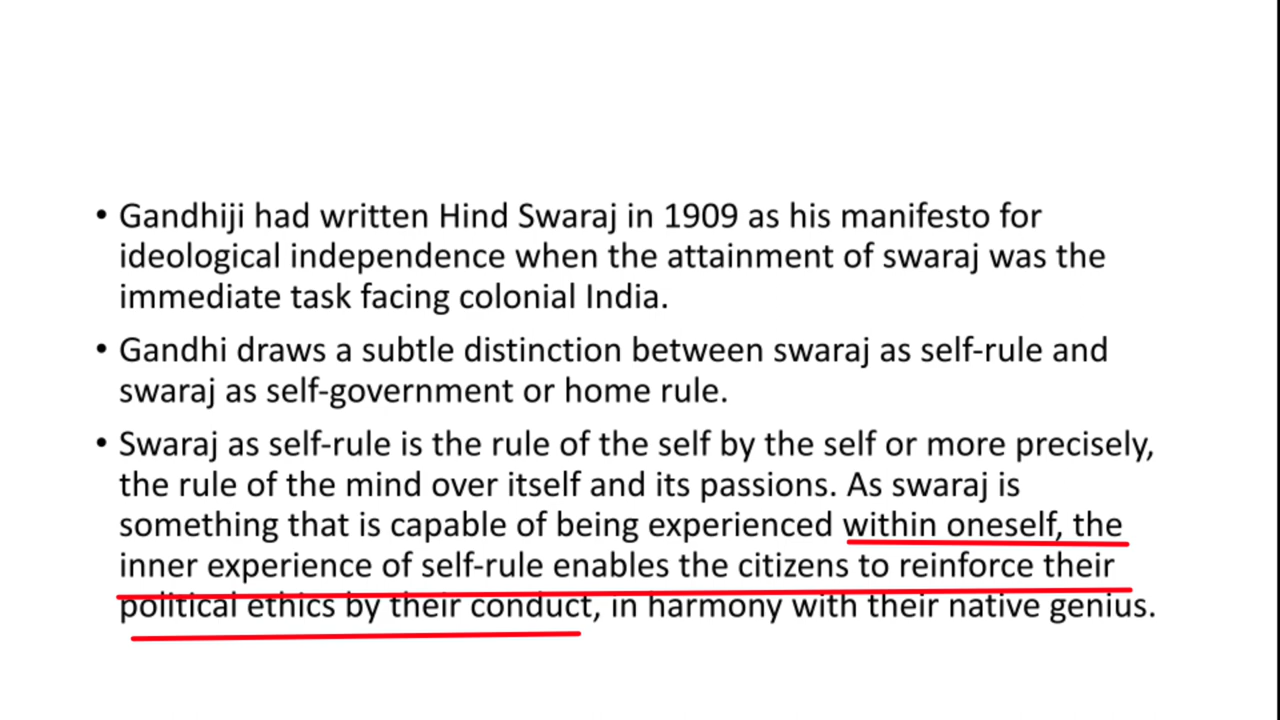 • Gandhiji had written Hind Swaraj in 1909 as his manifesto for
ideological independence when the attainment of swaraj was the
immediate task facing colonial India.
• Gandhi draws a subtle distinction between swaraj as self-rule and
swaraj as self-government or home rule.
• Swaraj as self-rule is the rule of the self by the self or more precisely,
the rule of the mind over itself and its passions. As swaraj is
something that is capable of being experienced within oneself, the
inner experience of self-rule enables the citizens to reinforce their
political ethics by their conduct, in harmony with their native genius.